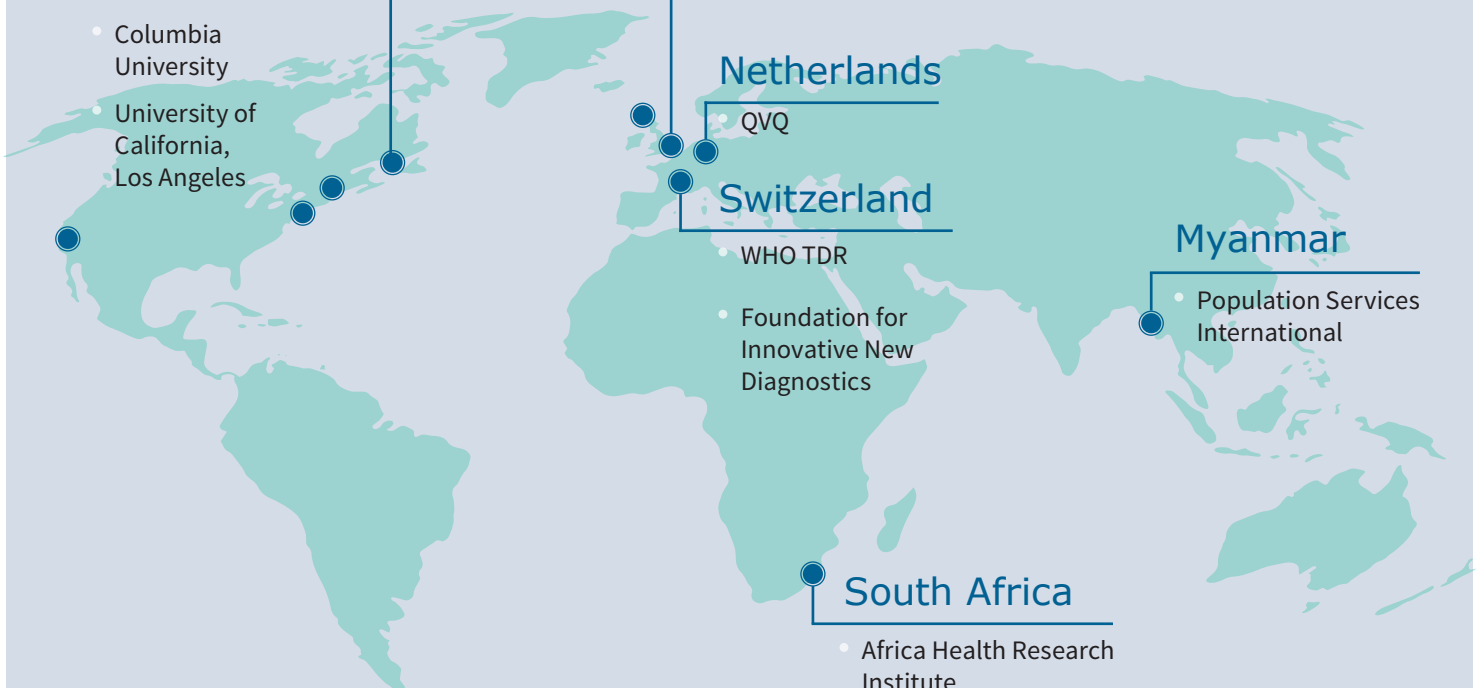 Columbia
University
University of
California,
Los Angeles
Netherlands
QVQ
Switzerland
WHO TDR
Foundation for
Innovative New
Diagnostics
Myanmar
Population Services
International
South Africa
Africa Health Research
Institute